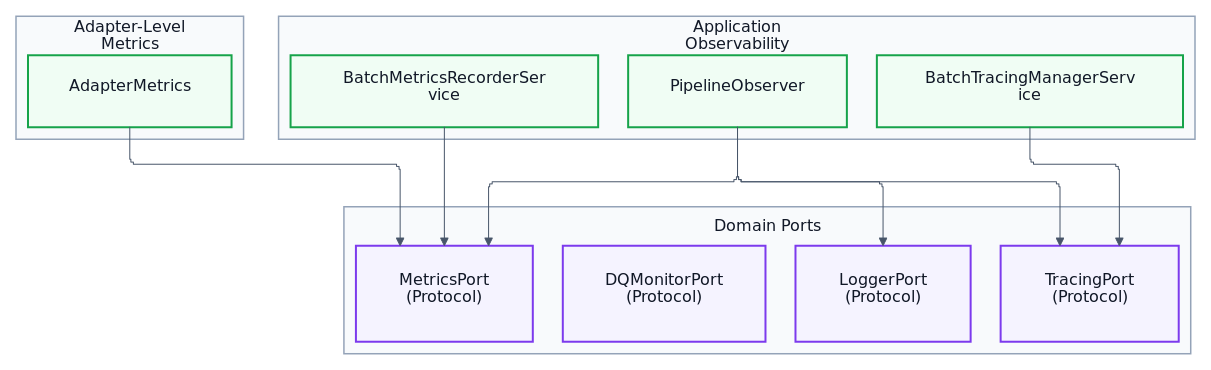 Adapter-Level
Metrics
AdapterMetrics
Application
Observability
BatchMetricsRecorderSer
vice
PipelineObserver
BatchTracingManagerServ
ice
Domain Ports
MetricsPort
(Protocol)
DQMonitorPort
(Protocol)
LoggerPort
(Protocol)
TracingPort
(Protocol)